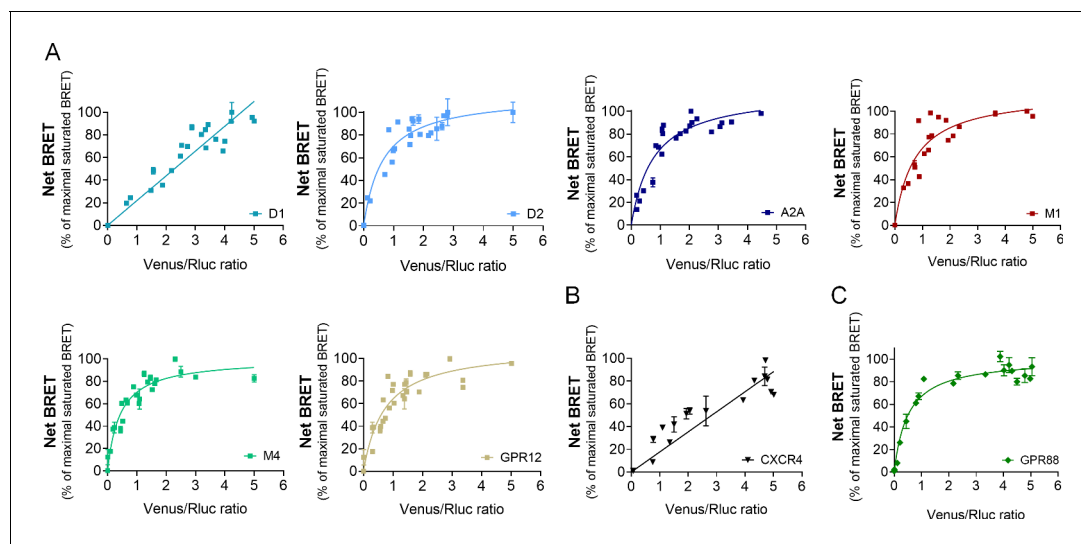 A
Net BRET
(% of maximal saturated BRET)
100
80
60
40
20
0
0 1 2 3 4 5 6
D1
Venus/Rluc ratio
Net BRET
(% of maximal saturated BRET)
100
80
60
40
20
0
0 1 2 3 4 5 6
D2
Venus/Rluc ratio
Net BRET
(% of maximal saturated BRET)
100
80
60
40
20
0
0 1 2 3 4 5 6
A2A
Venus/Rluc ratio
Net BRET
(% of maximal saturated BRET)
100
80
60
40
20
0
0 1 2 3 4 5 6
M1
Venus/Rluc ratio
Net BRET
(% of maximal saturated BRET)
100
80
60
40
20
0
0 1 2 3 4 5 6
M4
Venus/Rluc ratio
Net BRET
(% of maximal saturated BRET)
100
80
60
40
20
0
0 1 2 3 4 5 6
GPR12
Venus/Rluc ratio
B
Net BRET
(% of maximal saturated BRET)
100
80
60
40
20
0
0 1 2 3 4 5 6
CXCR4
Venus/Rluc ratio
C
Net BRET
(% of maximal saturated BRET)
100
80
60
40
20
0
0 1 2 3 4 5 6
GPR88
Venus/Rluc ratio